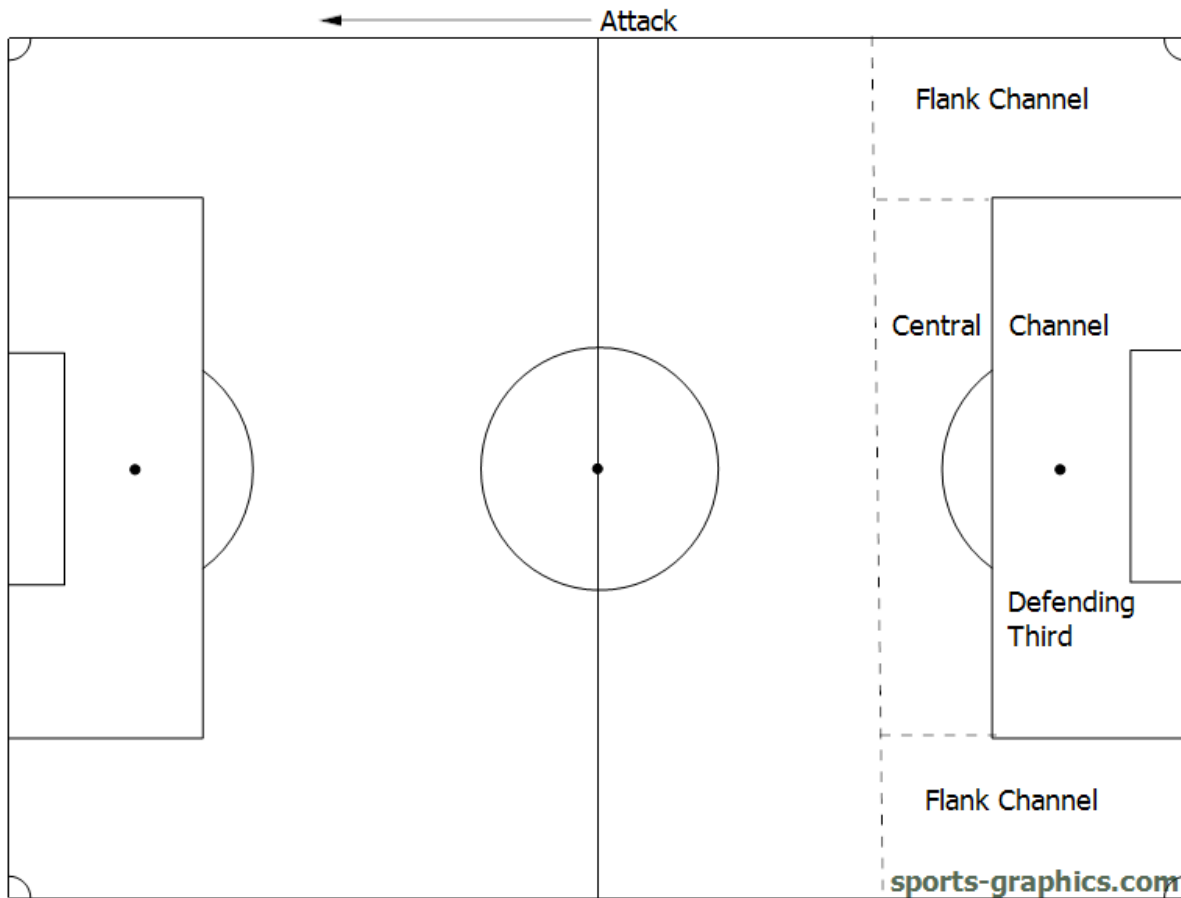 Attack
Flank Channel
Central Channel
Defending
Third
Flank Channel
sports-graphics.com